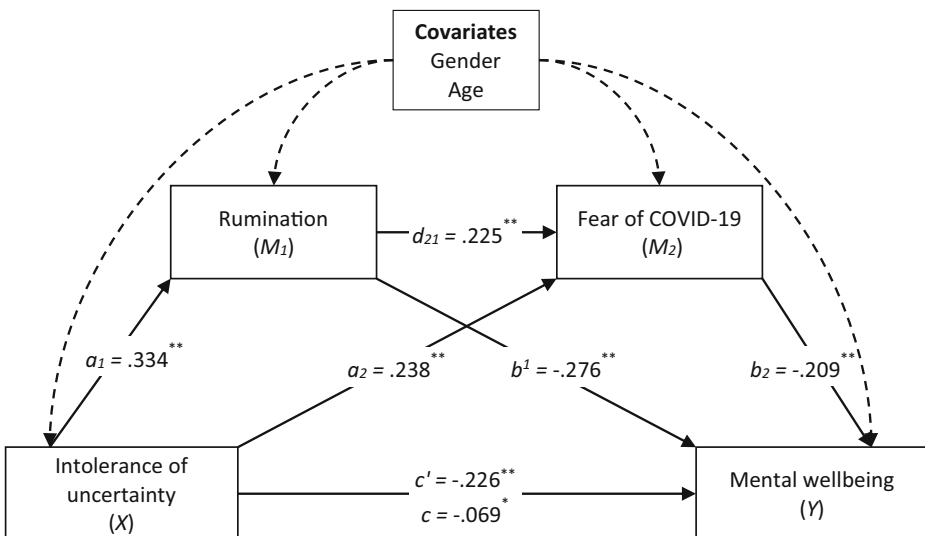 Covariates
Gender
Age
Rumination
(M1)
d21 = .225**
Fear of COVID-19
(M2)
a1 = .334**
a2 = .238**
b1 = -.276**
b2 = -.209**
Intolerance of
uncertainty
(X)
c' = -.226**
c = -.069*
Mental wellbeing
(Y)